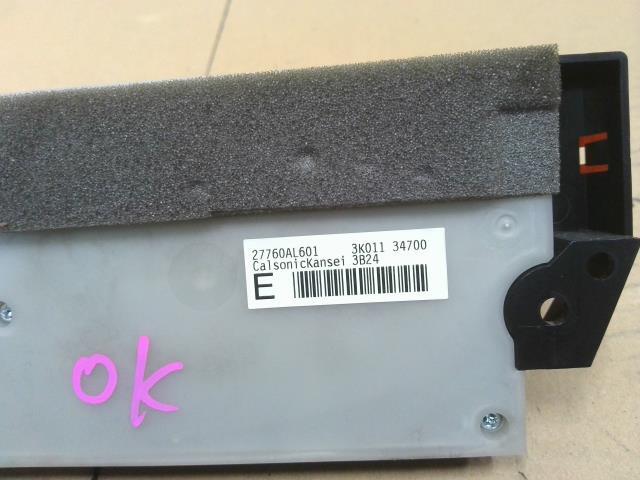 27760AL601 3K011 34700
CalsonicKansei 3B24
E
OK